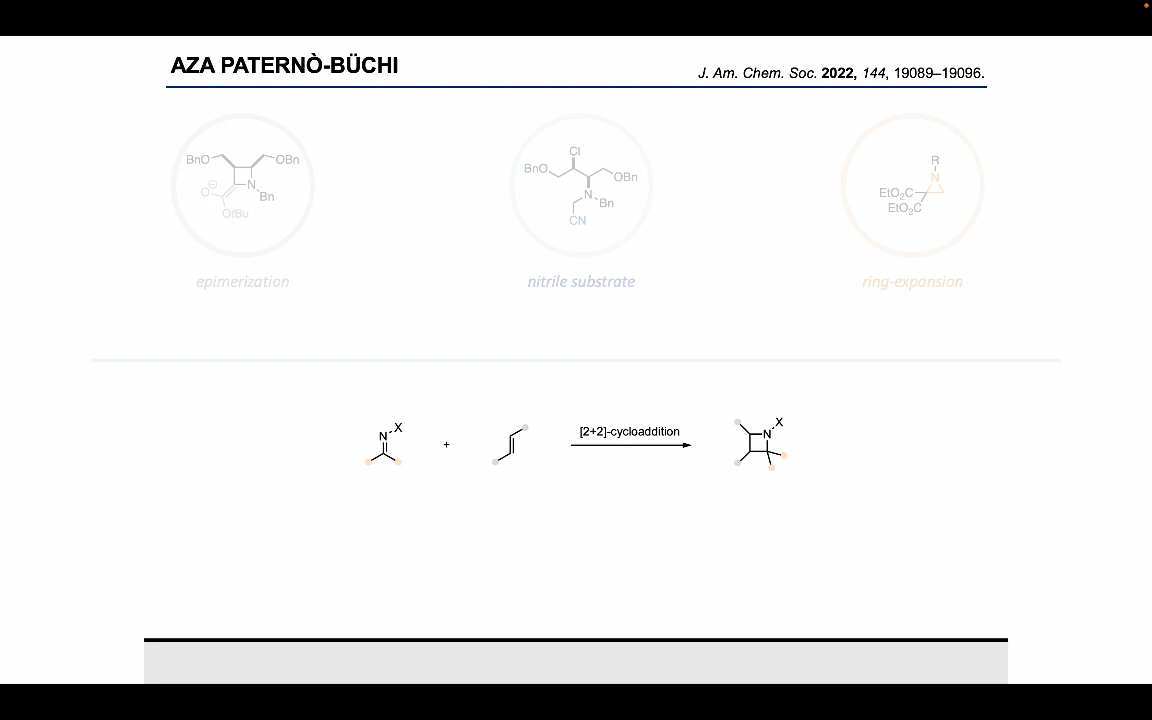 AZA PATERNÒ-BÜCHI
J. Am. Chem. Soc. 2022, 144, 19089–19096.
BnO
OBn
N
Bn
O
⊖
OtBu
epimerization
Cl
BnO
OBn
N
Bn
CN
nitrile substrate
R
N
EtO2C
EtO2C
ring-expansion
N
X
+
[2+2]-cycloaddition
N
X